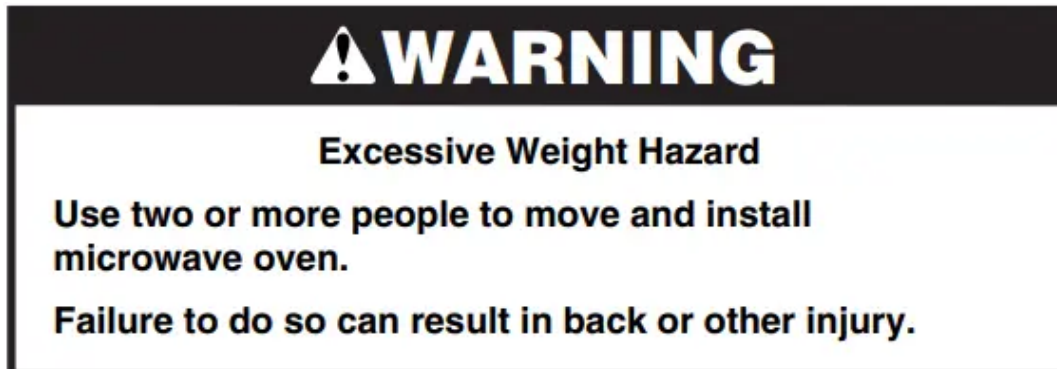 WARNING
Excessive Weight Hazard
Use two or more people to move and install
microwave oven.
Failure to do so can result in back or other injury.